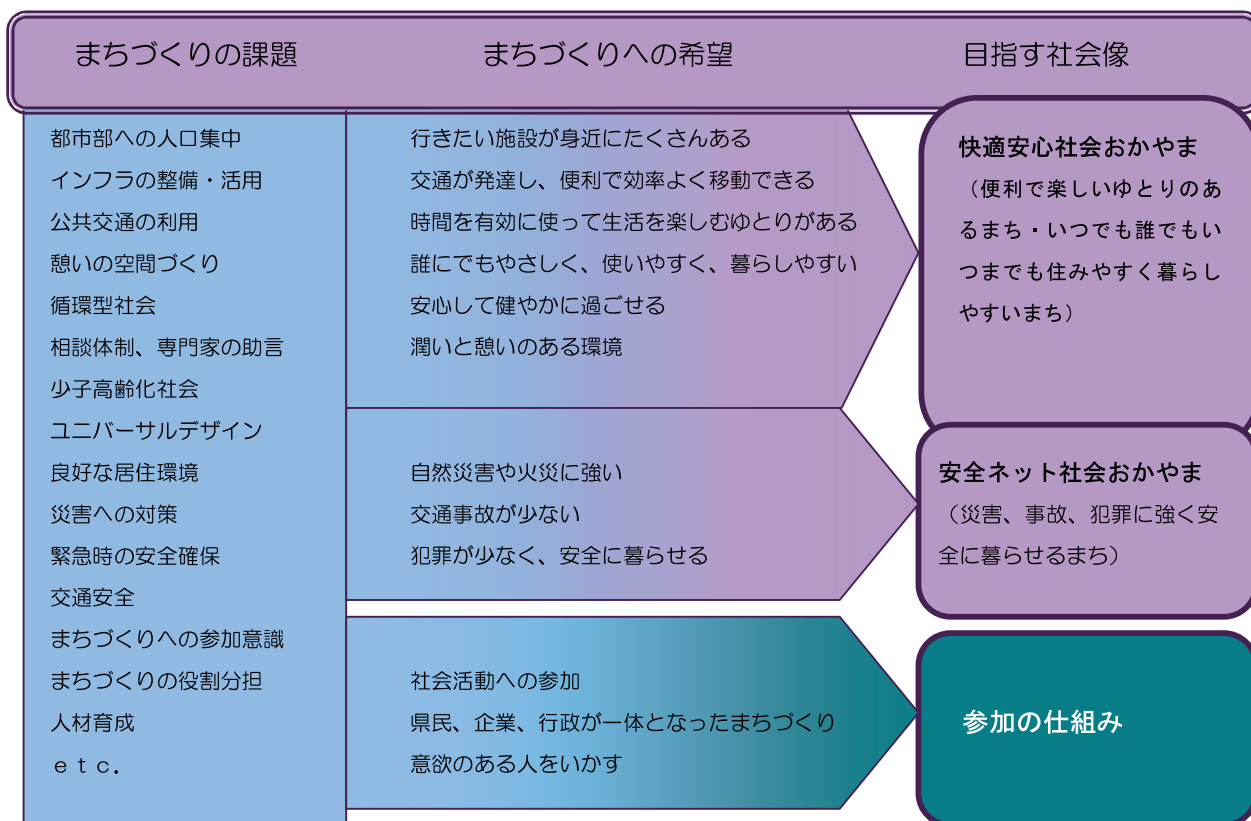 まちづくりの課題
まちづくりへの希望
目指す社会像
都市部への人口集中
インフラの整備・活用
公共交通の利用
憩いの空間づくり
循環型社会
相談体制、専門家の助言
少子高齢化社会
ユニバーサルデザイン
良好な居住環境
災害への対策
緊急時の安全確保
交通安全
まちづくりへの参加意識
まちづくりの役割分担
人材育成
ｅｔｃ．
行きたい施設が身近にたくさんある
交通が発達し、便利で効率よく移動できる
時間を有効に使って生活を楽しむゆとりがある
誰にでもやさしく、使いやすく、暮らしやすい
安心して健やかに過ごせる
潤いと憩いのある環境
快適安心社会おかやま
（便利で楽しいゆとりのあ
るまち・いつでも誰でもい
つまでも住みやすく暮らし
やすいまち）
自然災害や火災に強い
交通事故が少ない
犯罪が少なく、安全に暮らせる
安全ネット社会おかやま
（災害、事故、犯罪に強く安
全に暮らせるまち）
社会活動への参加
県民、企業、行政が一体となったまちづくり
意欲のある人をいかす
参加の仕組み